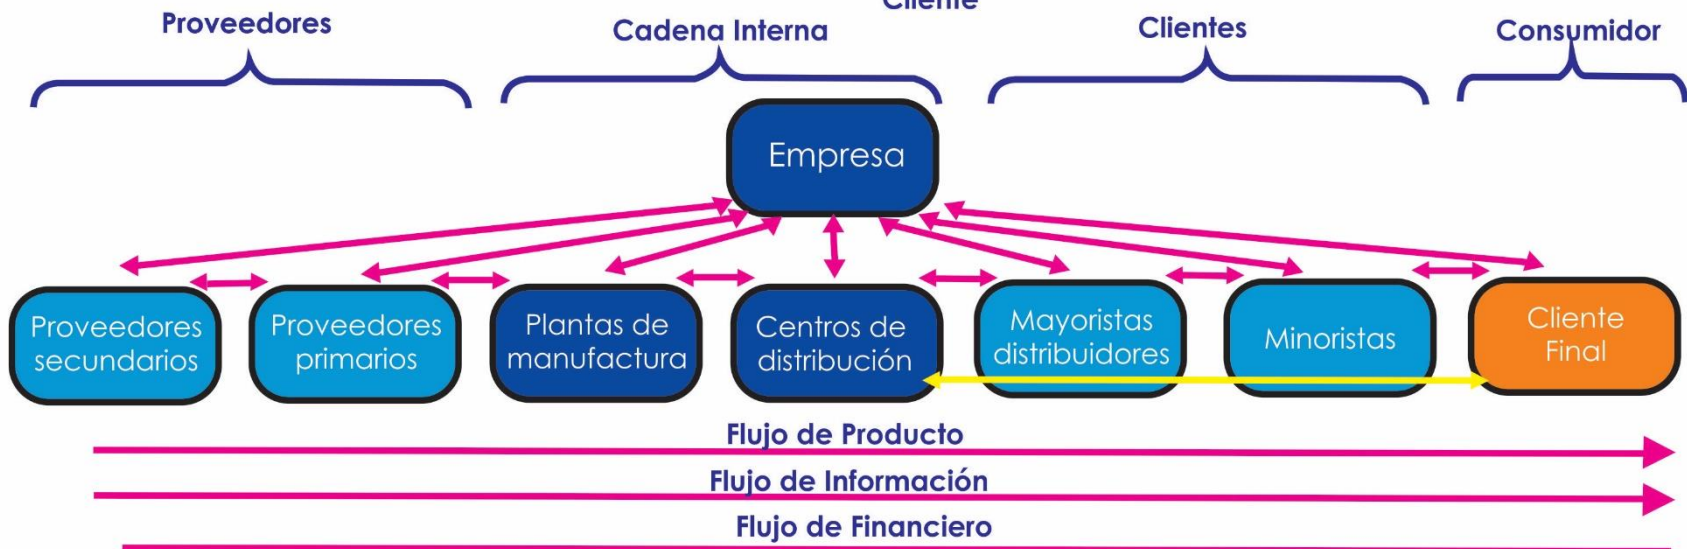 Cliente
Proveedores
Cadena Interna
Clientes
Consumidor
Empresa
Proveedores
secundarios
Proveedores
primarios
Plantas de
manufactura
Centros de
distribución
Mayoristas
distribuidores
Minoristas
Cliente
Final
Flujo de Producto
Flujo de Información
Flujo de Financiero